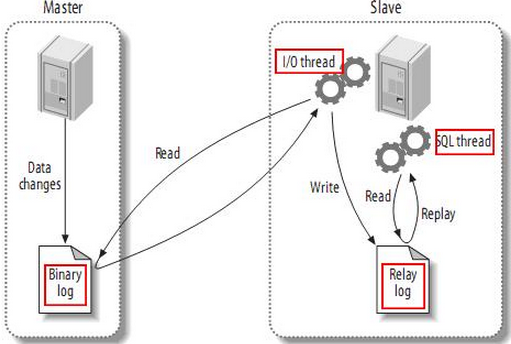 Master
Slave
I/O thread
SQL thread
Read
Data
changes
Write
Read
Replay
Binary
log
Relay
log